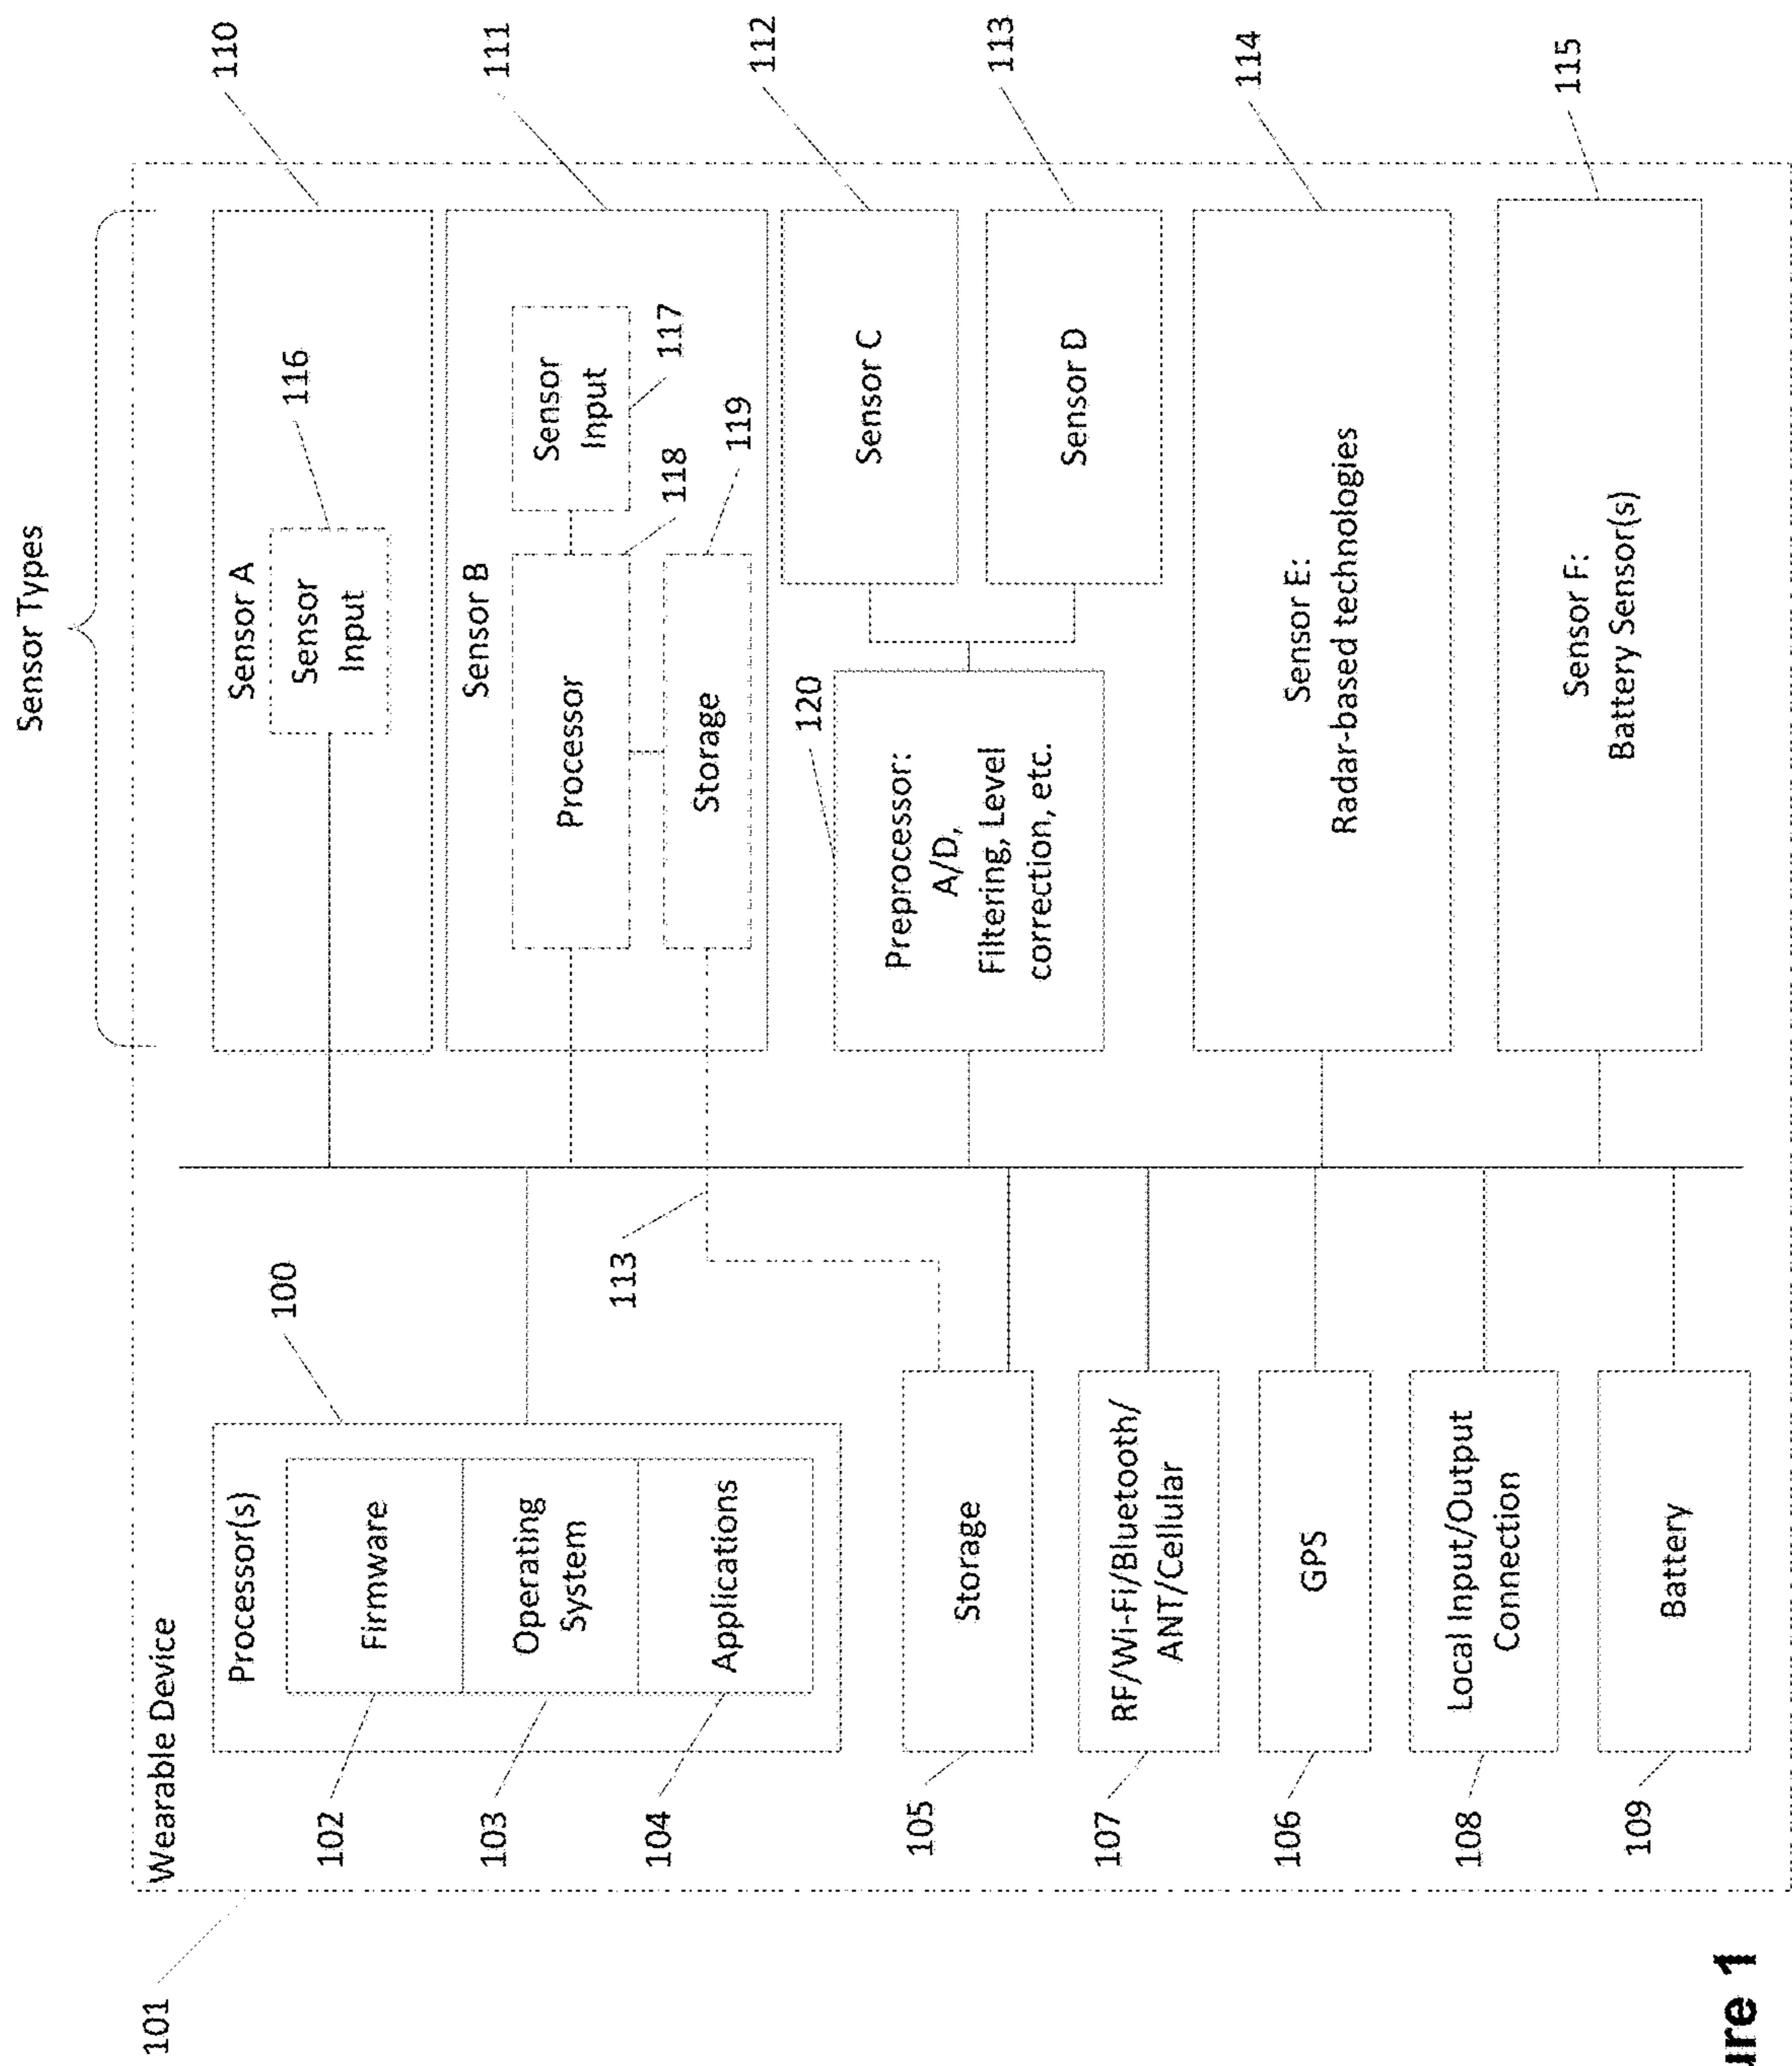 Sensor Types
Wearable Device
101
Processor(s)
100
Firmware
102
Operating
System
103
Applications
104
113
Storage
105
RF/Wi-Fi/Bluetooth/
ANT/Cellular
107
GPS
106
Local Input/Output
Connection
108
Battery
109
Sensor A
110
Sensor
Input
116
Sensor B
111
Processor
118
Sensor
Input
117
Storage
119
Preprocessor:
A/D,
Filtering, Level
correction, etc.
120
Sensor C
112
Sensor D
113
Sensor E:
Radar-based technologies
114
Sensor F:
Battery Sensor(s)
115
ure 1